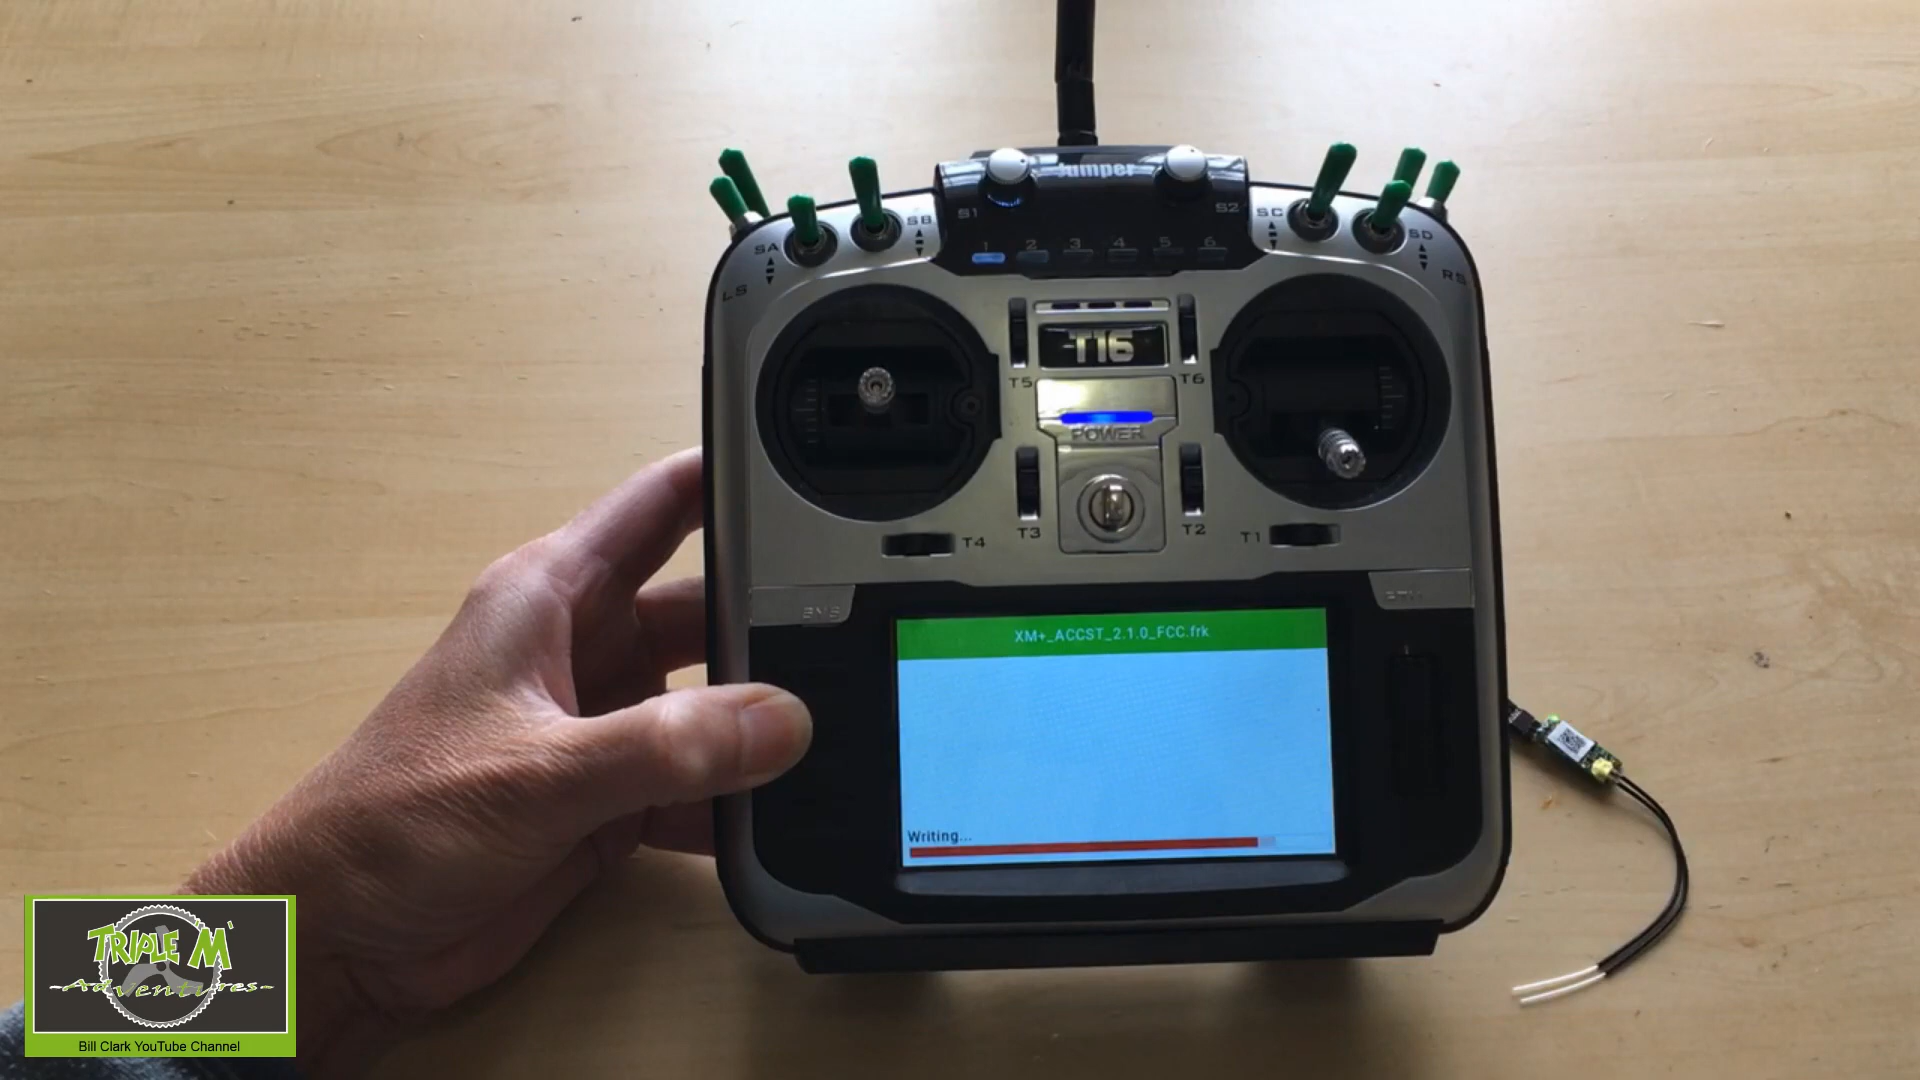 Jumper
S1
S2
SA
SB
SC
SD
LS
RS
1 2 3 4 5 6
T16
T5
T6
POWER
T3
T2
T4
T1
SYS
XM+_ACCST_2.1.0_FCC.frk
Writing...
TRIPLE M
-Adventures-
Bill Clark YouTube Channel